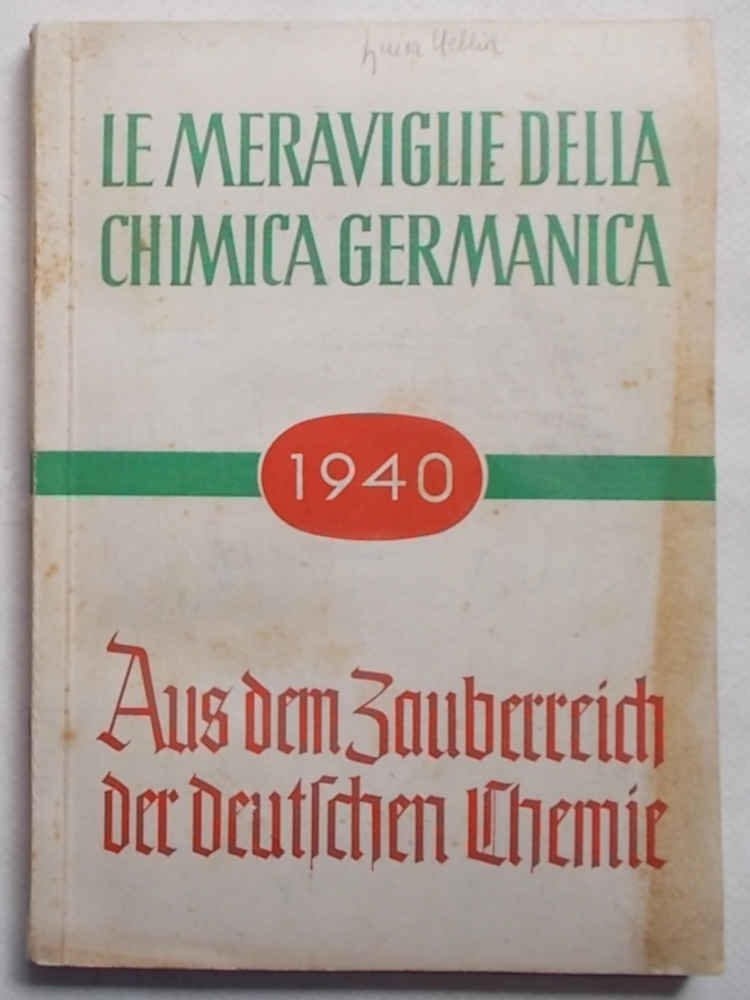 LE MERAVIGLIE DELLA
CHIMICA GERMANICA
1940
Aus dem Zauberreich
der deutſchen Chemie